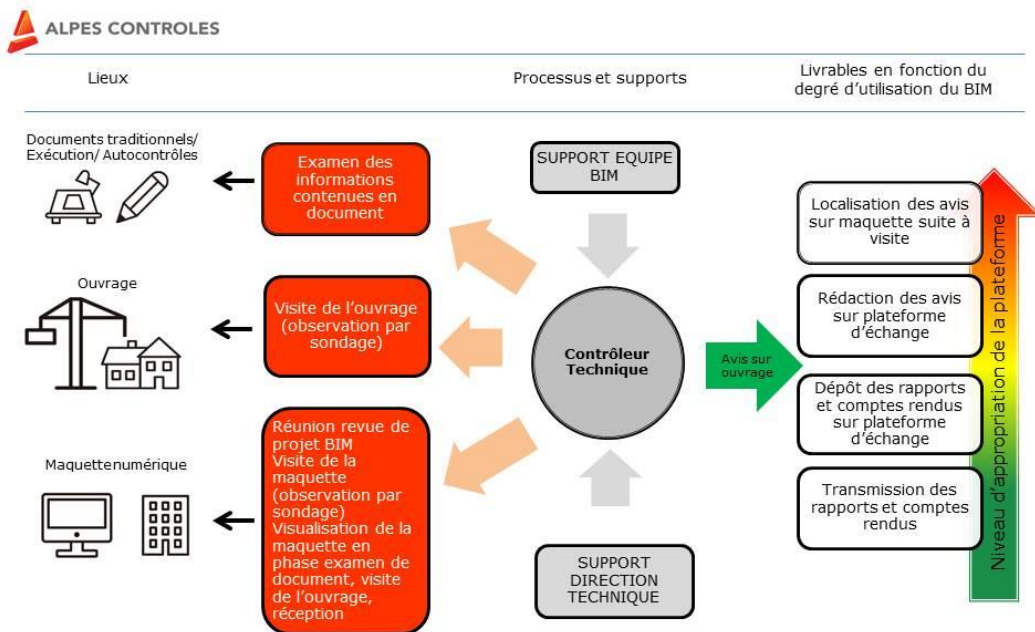 ALPES CONTROLES
Lieux
Processus et supports
Livrables en fonction du
degré d'utilisation du BIM
Documents traditionnels/
Exécution/ Autocontrôles
Examen des
informations
contenues en
document
Ouvrage
Visite de l'ouvrage
(observation par
sondage)
Maquette numérique
Réunion revue de
projet BIM
Visite de la
maquette
(observation par
sondage)
Visualisation de la
maquette en
phase examen de
document, visite
de l'ouvrage,
réception
SUPPORT EQUIPE
BIM
Contrôleur
Technique
SUPPORT
DIRECTION
TECHNIQUE
Avis sur
ouvrage
Localisation des avis
sur maquette suite à
visite
Rédaction des avis
sur plateforme
d'échange
Dépôt des rapports
et comptes rendus
sur plateforme
d'échange
Transmission des
rapports et comptes
rendus
Niveau d'appropriation de la plateforme